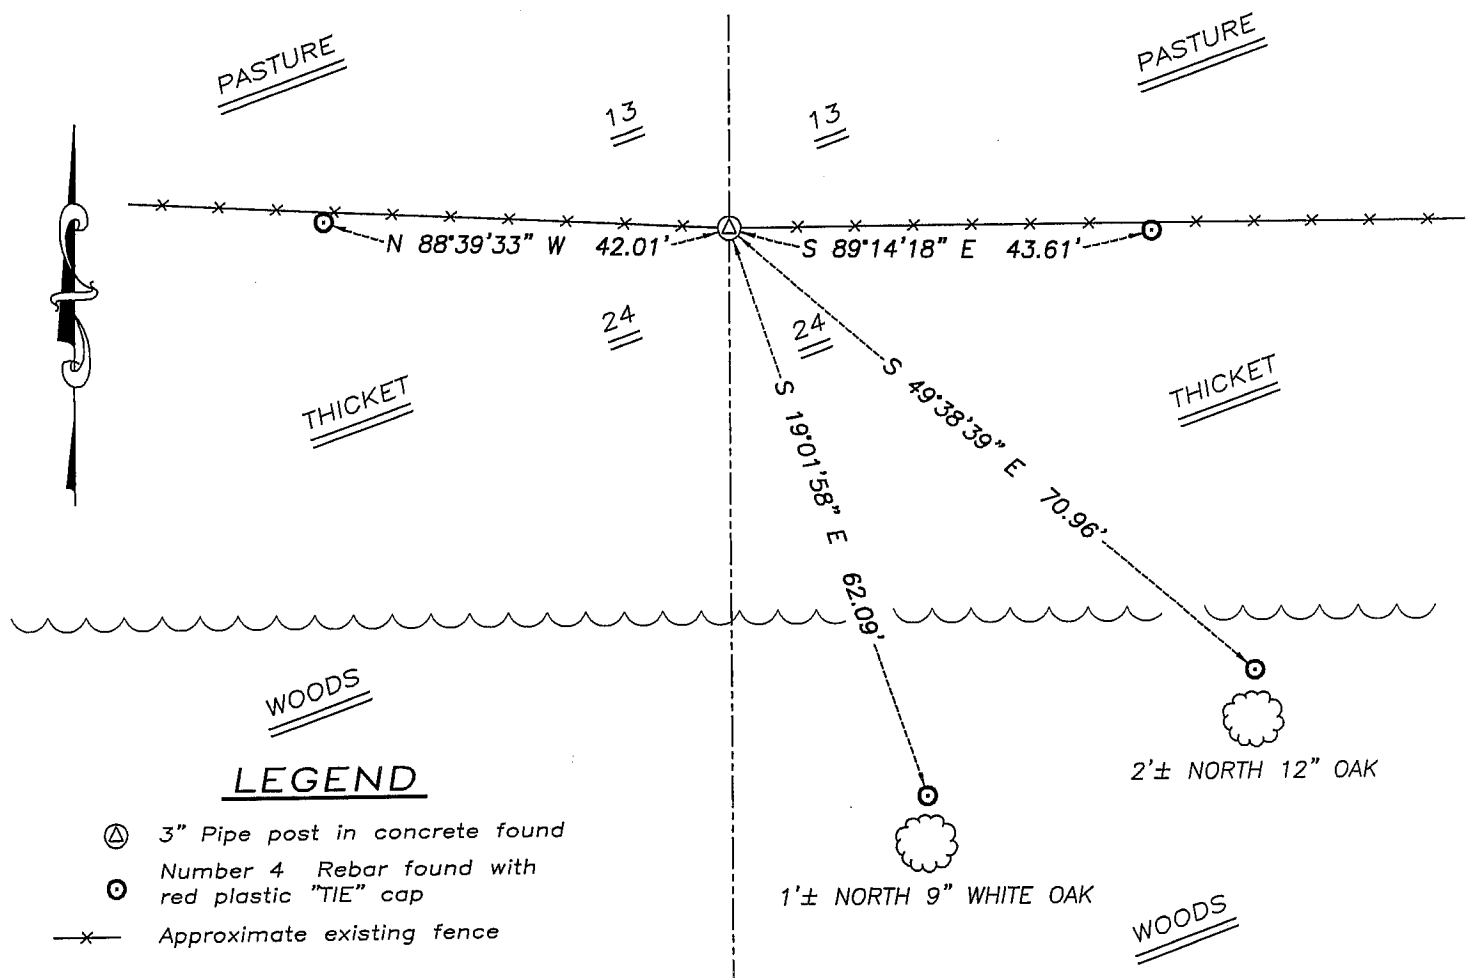 PASTURE
PASTURE
13
13
N 88°39'33" W 42.01'
S 89°14'18" E 43.61'
24
24
THICKET
THICKET
S 19°01'58" E 62.09'
S 49°38'39" E 70.96'
WOODS
2'± NORTH 12" OAK
1'± NORTH 9" WHITE OAK
WOODS
LEGEND
3" Pipe post in concrete found
Number 4 Rebar found with
red plastic "TIE" cap
Approximate existing fence